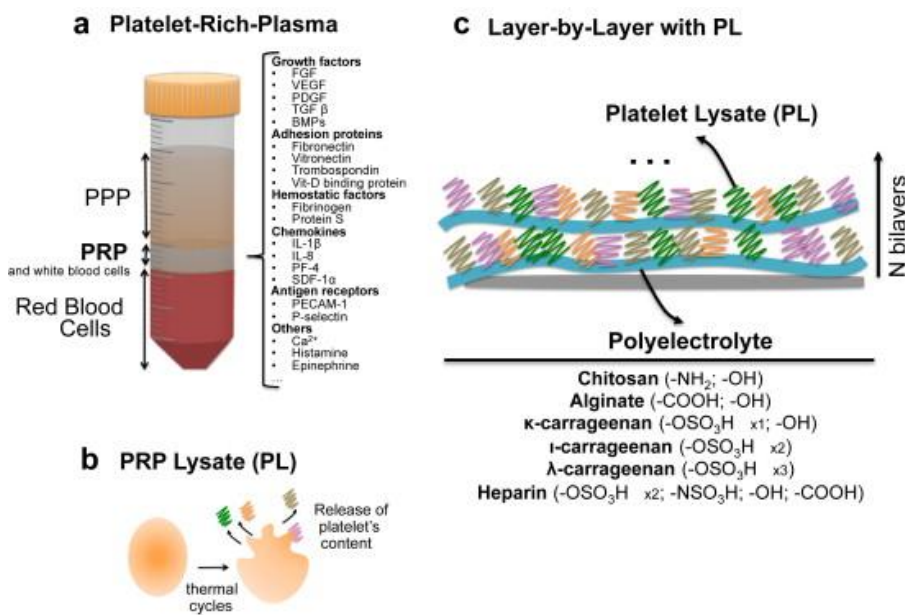 a Platelet-Rich-Plasma
PPP
PRP
and white blood cells
Red Blood
Cells
Growth factors
• FGF
• VEGF
• PDGF
• TGF β
• BMPs
Adhesion proteins
• Fibronectin
• Vitronectin
• Trombospondin
• Vit-D binding protein
Hemostatic factors
• Fibrinogen
• Protein S
Chemokines
• IL-1β
• IL-8
• PF-4
• SDF-1α
Antigen receptors
• PECAM-1
• P-selectin
Others
• Ca²⁺
• Histamine
• Epinephrine
...
b PRP Lysate (PL)
Release of
platelet's
content
thermal
cycles
c Layer-by-Layer with PL
Platelet Lysate (PL)
...
N bilayers
Polyelectrolyte
Chitosan (-NH₂; -OH)
Alginate (-COOH; -OH)
κ-carrageenan (-OSO₃H x1; -OH)
ι-carrageenan (-OSO₃H x2)
λ-carrageenan (-OSO₃H x3)
Heparin (-OSO₃H x2; -NSO₃H; -OH; -COOH)